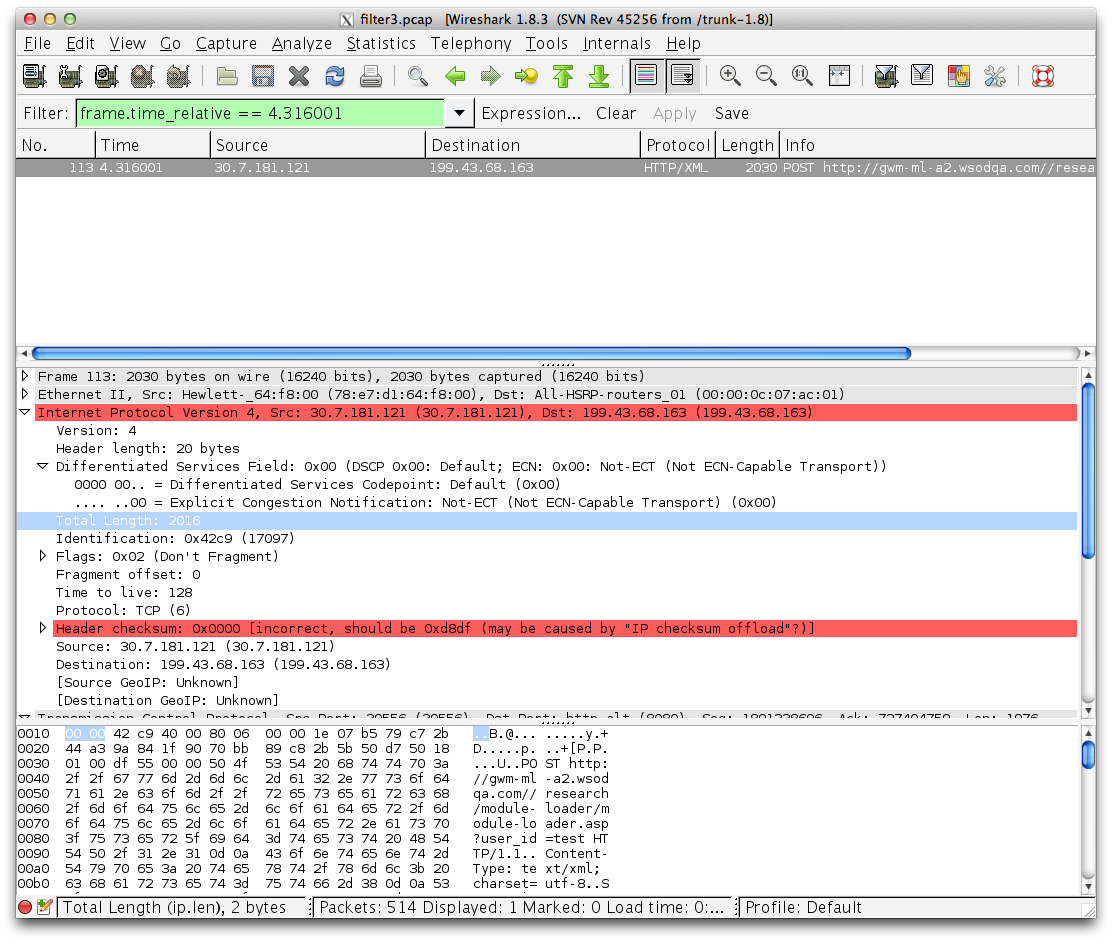 filter3.pcap [Wireshark 1.8.3 (SVN Rev 45256 from /trunk-1.8)]
File Edit View Go Capture Analyze Statistics Telephony Tools Internals Help
Filter: frame.time_relative == 4.316001 Expression... Clear Apply Save
No. Time Source Destination Protocol Length Info
113 4.316001 30.7.181.121 199.43.68.163 HTTP/XML 2030 POST http://gwm-ml-a2.wsodqa.com//resea
Frame 113: 2030 bytes on wire (16240 bits), 2030 bytes captured (16240 bits)
Ethernet II, Src: Hewlett-_64:f8:00 (78:e7:d1:64:f8:00), Dst: All-HSRP-routers_01 (00:00:0c:07:ac:01)
Internet Protocol Version 4, Src: 30.7.181.121 (30.7.181.121), Dst: 199.43.68.163 (199.43.68.163)
Version: 4
Header length: 20 bytes
Differentiated Services Field: 0x00 (DSCP 0x00: Default; ECN: 0x00: Not-ECT (Not ECN-Capable Transport))
0000 00.. = Differentiated Services Codepoint: Default (0x00)
.... ..00 = Explicit Congestion Notification: Not-ECT (Not ECN-Capable Transport) (0x00)
Total Length: 2016
Identification: 0x42c9 (17097)
Flags: 0x02 (Don't Fragment)
Fragment offset: 0
Time to live: 128
Protocol: TCP (6)
Header checksum: 0x0000 [incorrect, should be 0xd8df (may be caused by "IP checksum offload"?)]
Source: 30.7.181.121 (30.7.181.121)
Destination: 199.43.68.163 (199.43.68.163)
[Source GeoIP: Unknown]
[Destination GeoIP: Unknown]
Transmission Control Protocol, Src Port:
0010 00 00 42 c9 40 00 80 06 00 00 1e 07 b5 79 c7 2b ..B.@... .....y.+
0020 44 a3 9a 84 1f 90 70 bb 89 c8 2b 5b 50 d7 50 18 D.....p. ..+[P.P.
0030 01 00 df 55 00 00 50 4f 53 54 20 68 74 74 70 3a ...U..PO ST http:
0040 2f 2f 67 77 6d 2d 6d 6c 2d 61 32 2e 77 73 6f 64 //gwm-ml -a2.wsod
0050 71 61 2e 63 6f 6d 2f 2f 72 65 73 65 61 72 63 68 qa.com// research
0060 2f 6d 6f 64 75 6c 65 2d 6c 6f 61 64 65 72 2f 6d /module- loader/m
0070 6f 64 75 6c 65 2d 6c 6f 61 64 65 72 2e 61 73 70 odule-lo ader.asp
0080 3f 75 73 65 72 5f 69 64 3d 74 65 73 74 20 48 54 ?user_id =test HT
0090 54 50 2f 31 2e 31 0d 0a 43 6f 6e 74 65 6e 74 2d TP/1.1.. Content-
00a0 54 79 70 65 3a 20 74 65 78 74 2f 78 6d 6c 3b 20 Type: te xt/xml;
00b0 63 68 61 72 73 65 74 3d 75 74 66 2d 38 0d 0a 53 charset= utf-8..S
Total Length (ip.len), 2 bytes Packets: 514 Displayed: 1 Marked: 0 Load time: 0:... Profile: Default